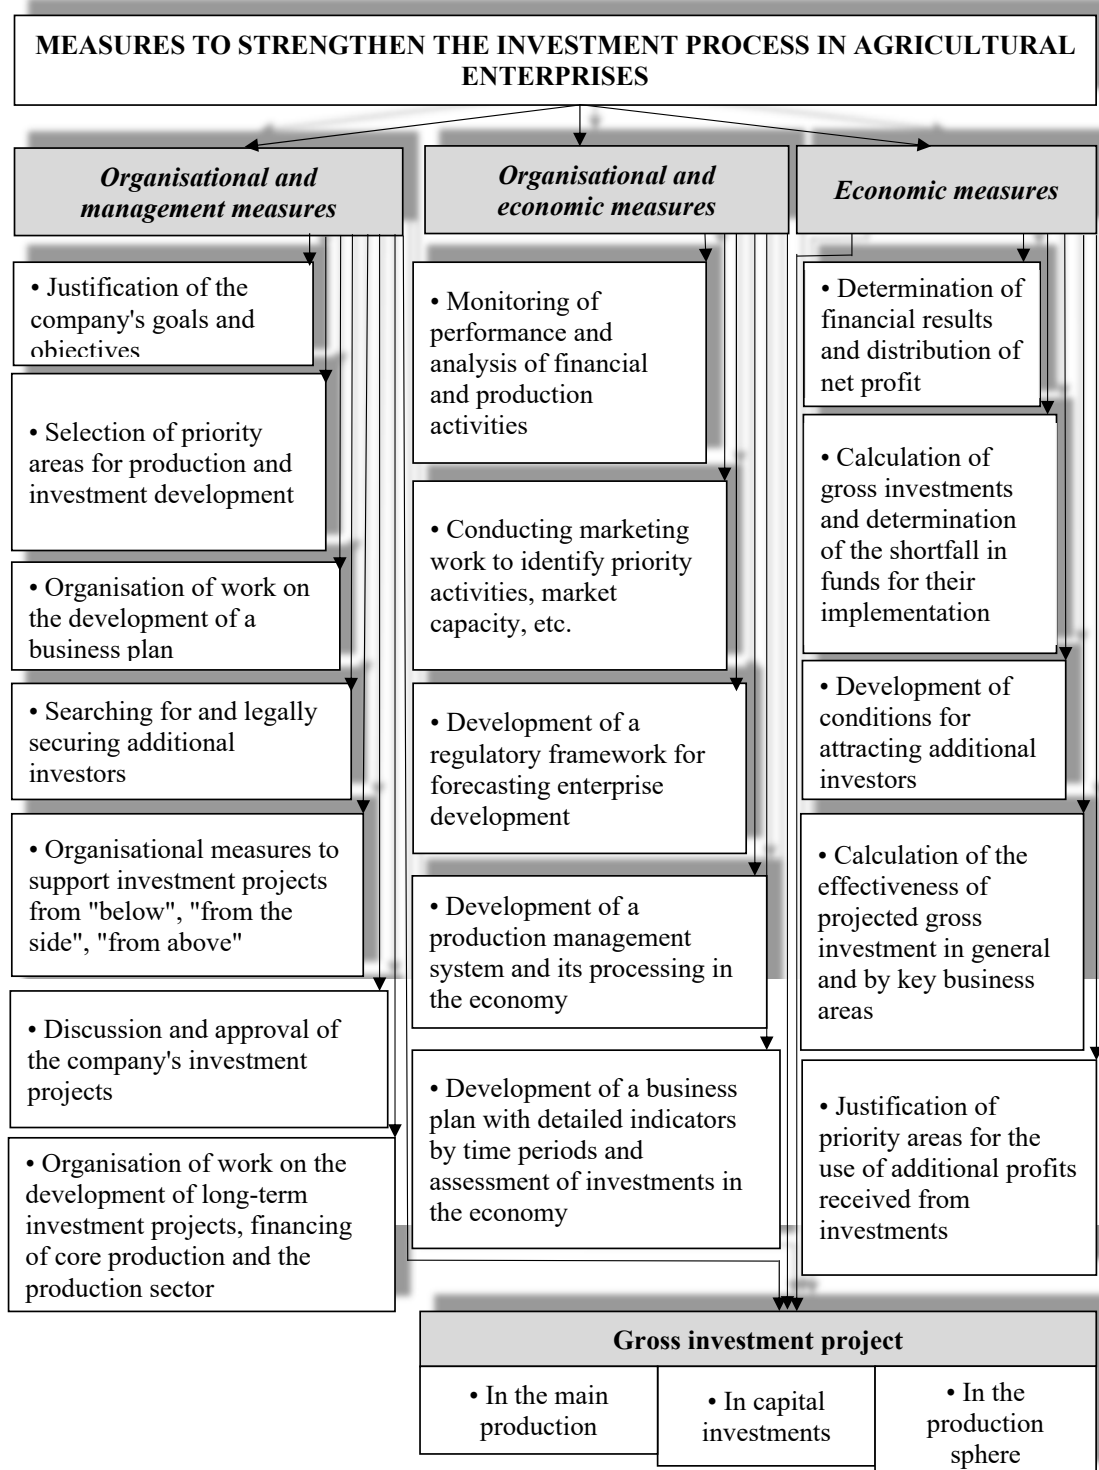 MEASURES TO STRENGTHEN THE INVESTMENT PROCESS IN AGRICULTURAL
ENTERPRISES
Organisational and
management measures
• Justification of the
company's goals and
objectives
• Selection of priority
areas for production and
investment development
• Organisation of work on
the development of a
business plan
• Searching for and legally
securing additional
investors
• Organisational measures to
support investment projects
from "below", "from the
side", "from above"
• Discussion and approval of
the company's investment
projects
• Organisation of work on the
development of long-term
investment projects, financing
of core production and the
production sector
Organisational and
economic measures
• Monitoring of
performance and
analysis of financial
and production
activities
• Conducting marketing
work to identify priority
activities, market
capacity, etc.
• Development of a
regulatory framework for
forecasting enterprise
development
• Development of a
production management
system and its processing in
the economy
• Development of a business
plan with detailed indicators
by time periods and
assessment of investments in
the economy
Economic measures
• Determination of
financial results
and distribution of
net profit
• Calculation of
gross investments
and determination
of the shortfall in
funds for their
implementation
• Development of
conditions for
attracting additional
investors
• Calculation of the
effectiveness of
projected gross
investment in general
and by key business
areas
• Justification of
priority areas for the
use of additional profits
received from
investments
Gross investment project
• In the main
production
• In capital
investments
• In the
production
sphere